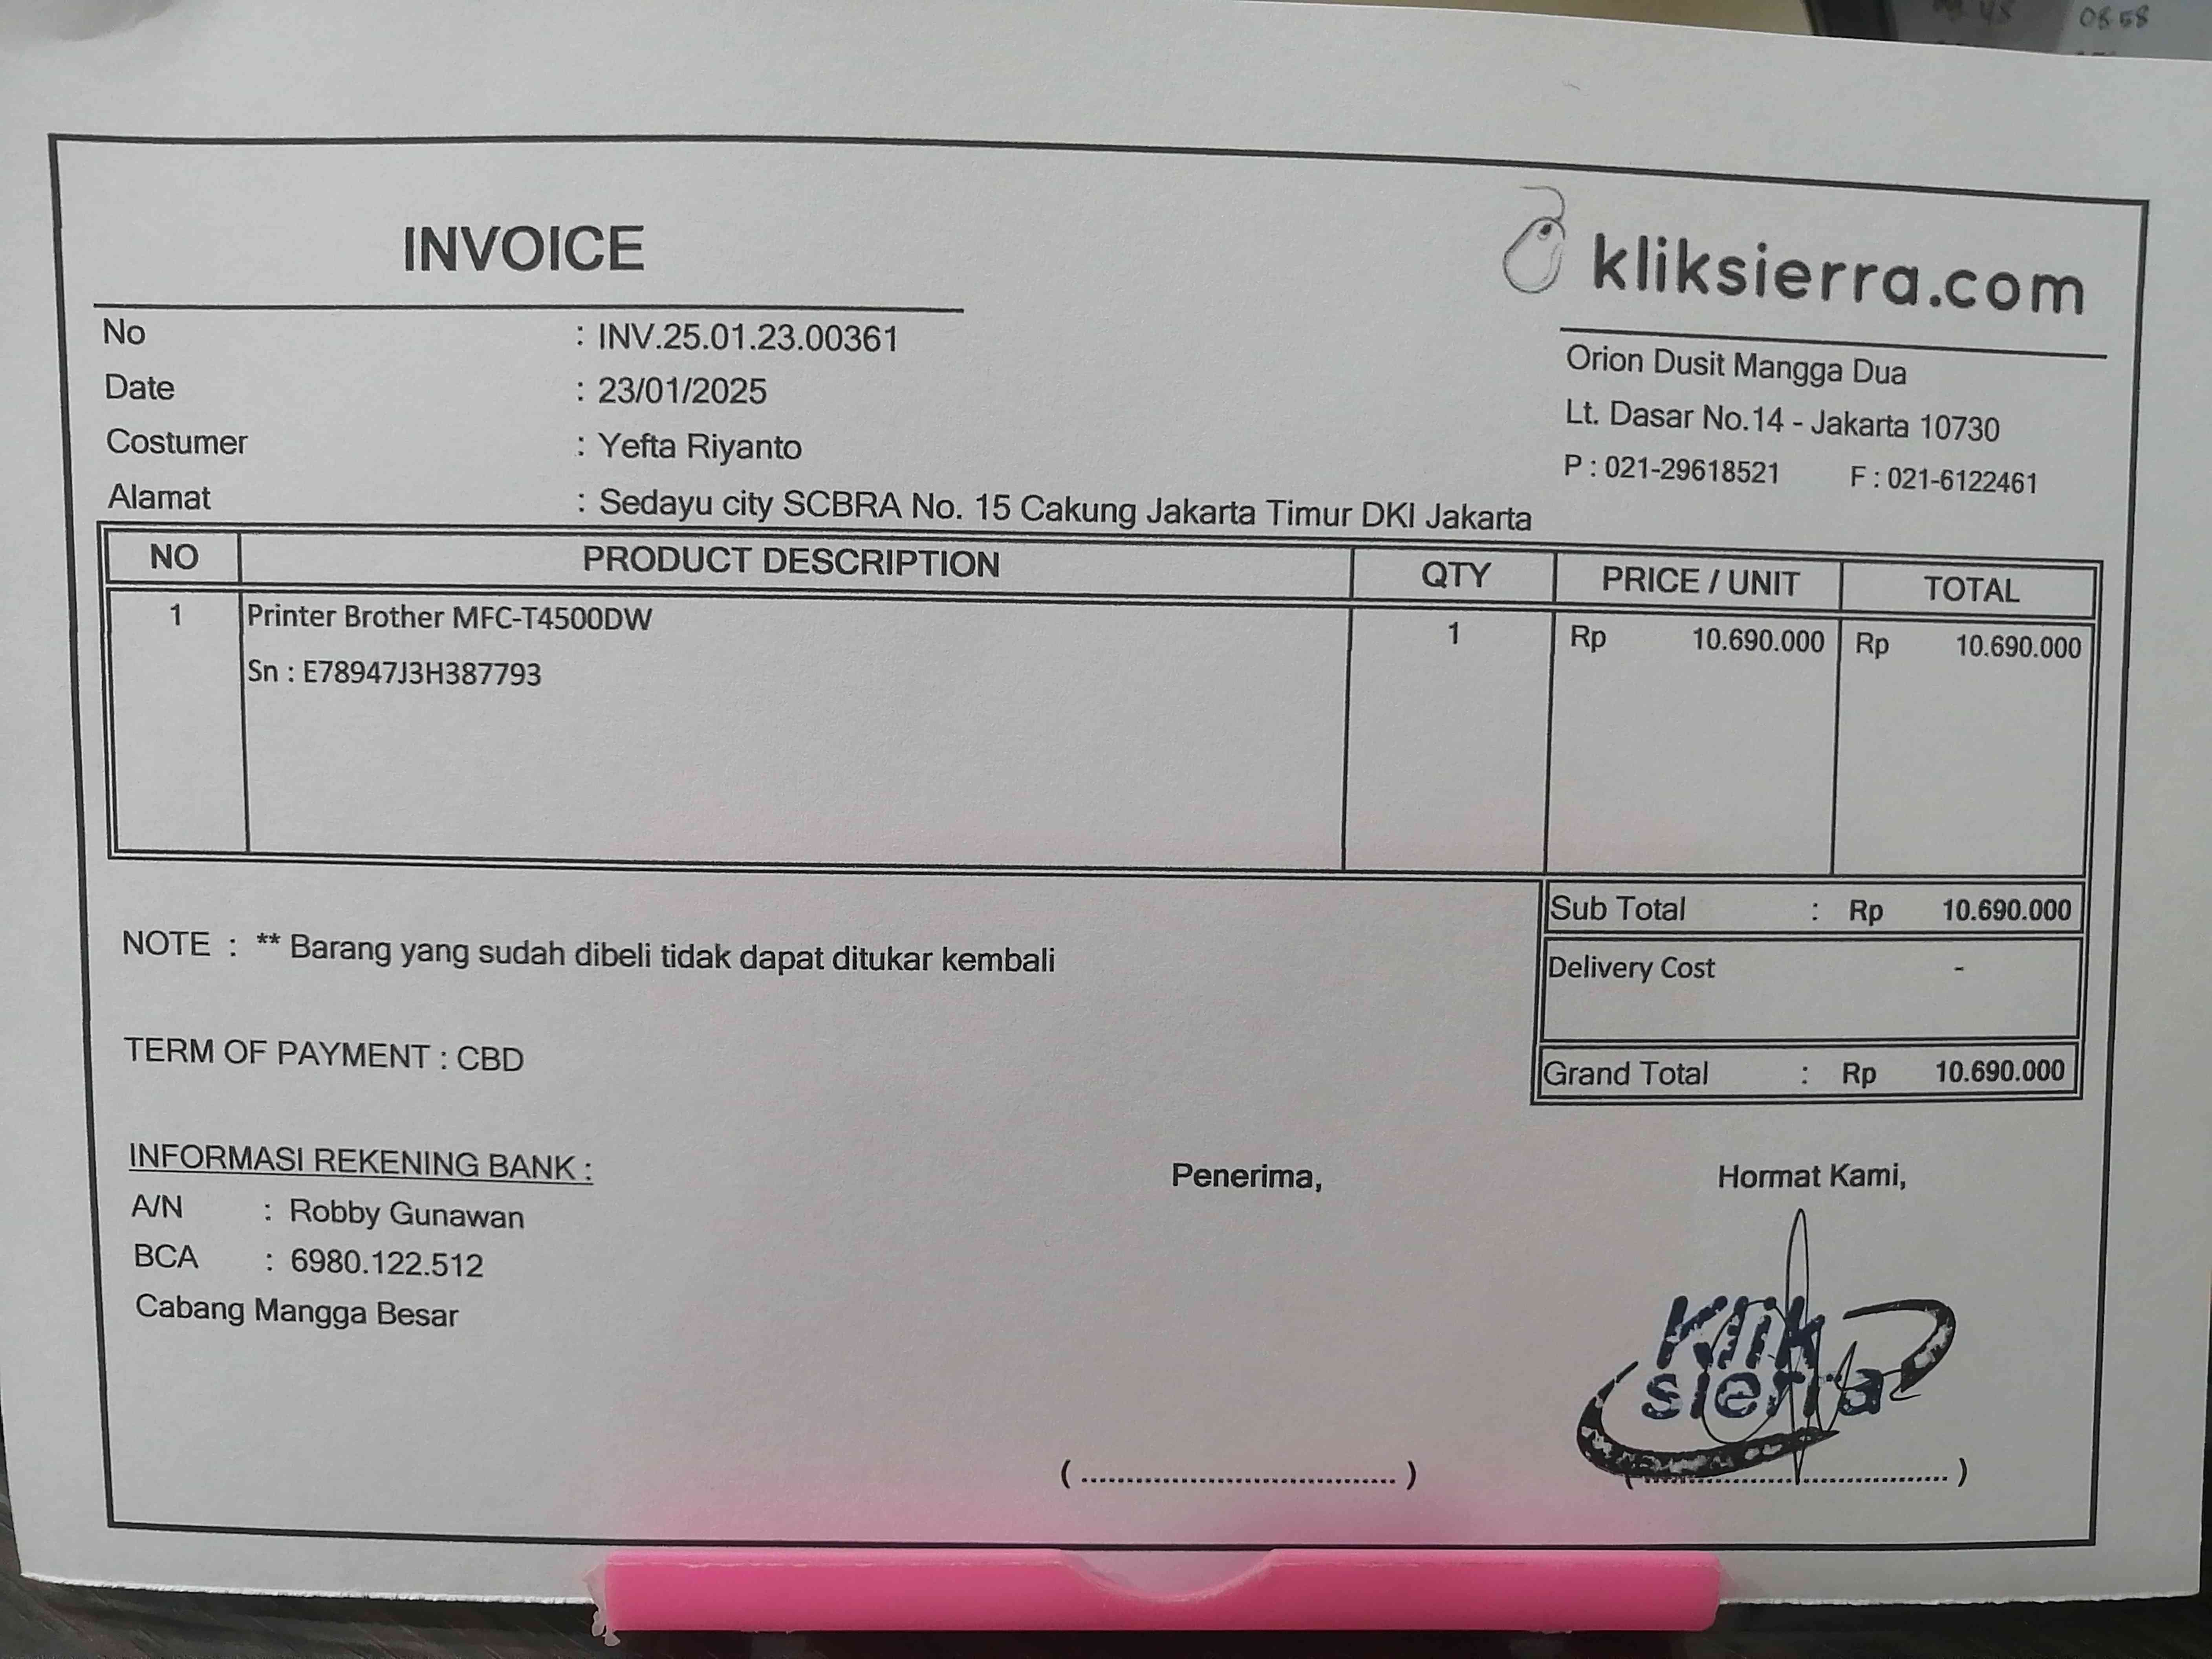 08 58
INVOICE
kliksierra.com
No : INV.25.01.23.00361
Date : 23/01/2025
Costumer : Yefta Riyanto
Alamat : Sedayu city SCBRA No. 15 Cakung Jakarta Timur DKI Jakarta
Orion Dusit Mangga Dua
Lt. Dasar No.14 - Jakarta 10730
P : 021-29618521 F : 021-6122461
NO PRODUCT DESCRIPTION QTY PRICE / UNIT TOTAL
1 Printer Brother MFC-T4500DW 1 Rp 10.690.000 Rp 10.690.000
Sn : E78947J3H387793
Sub Total : Rp 10.690.000
NOTE : ** Barang yang sudah dibeli tidak dapat ditukar kembali
Delivery Cost -
TERM OF PAYMENT : CBD
Grand Total : Rp 10.690.000
INFORMASI REKENING BANK :
A/N : Robby Gunawan
BCA : 6980.122.512
Cabang Mangga Besar
Penerima,
Hormat Kami,
Klik
sierra
( .................................. )
( .................................. )